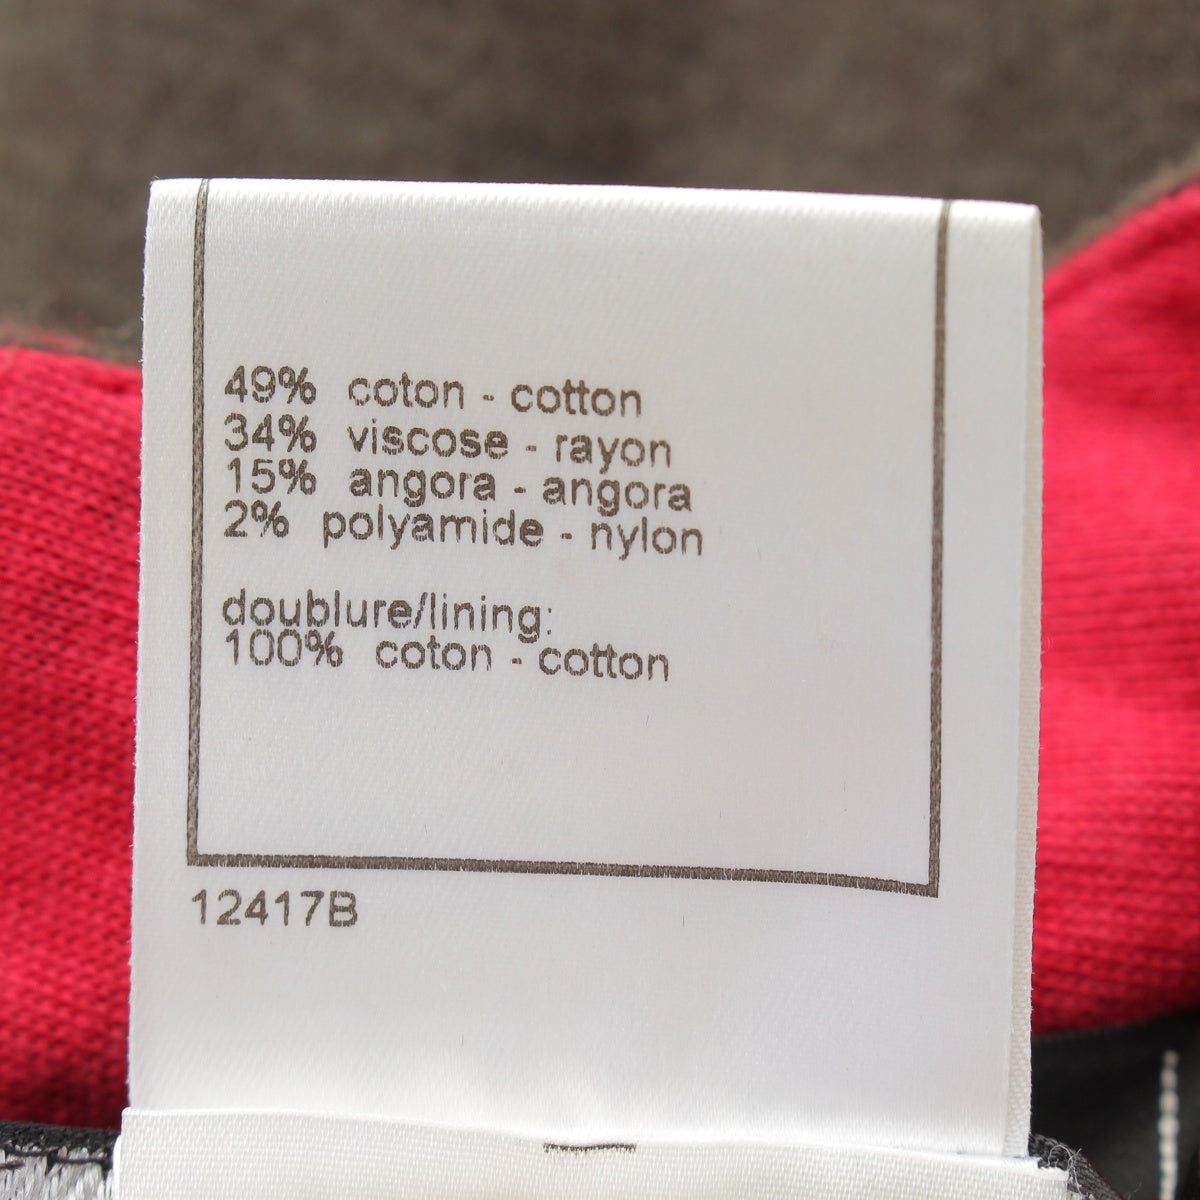 49% coton - cotton
34% viscose - rayon
15% angora - angora
2% polyamide - nylon
doublure/lining:
100% coton - cotton
12417B